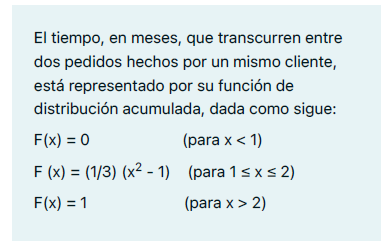 El tiempo, en meses, que transcurren entre
dos pedidos hechos por un mismo cliente,
está representado por su función de
distribución acumulada, dada como sigue:
F(x) = 0 (para x < 1)
F (x) = (1/3) (x² - 1) (para 1 ≤ x ≤ 2)
F(x) = 1 (para x > 2)